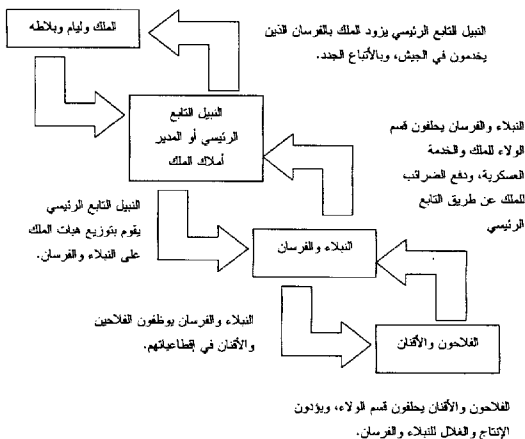 الملك وليام وبلاطه
النبيل التابع الرئيسي يزود الملك بالفرسان الذين
يخدمون في الجيش، وبالأتباع الجدد.
النبيل التابع
الرئيسي أو المدير
أملاك الملك
النبلاء والفرسان يحلفون قسم
الولاء للملك والخدمة
العسكرية، ودفع الضرائب
للملك عن طريق التابع
الرئيسي
النبيل التابع الرئيسي
يقوم بتوزيع هبات الملك
على النبلاء والفرسان.
النبلاء والفرسان
النبلاء والفرسان يوظفون الفلاحين
والأقنان في إقطاعياتهم.
الفلاحون والأقنان
الفلاحون والأقنان يحلفون قسم الولاء، ويؤدون
الإنتاج والغلال للنبلاء والفرسان.